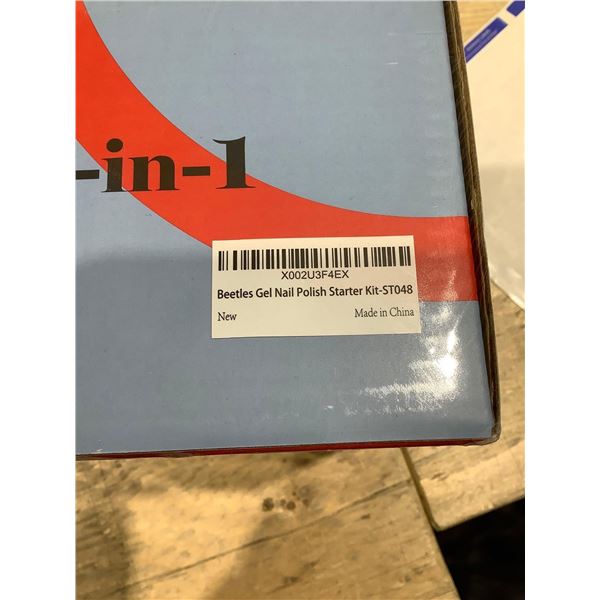 -in-1
X002U3F4EX
Beetles Gel Nail Polish Starter Kit-ST048
New Made in China